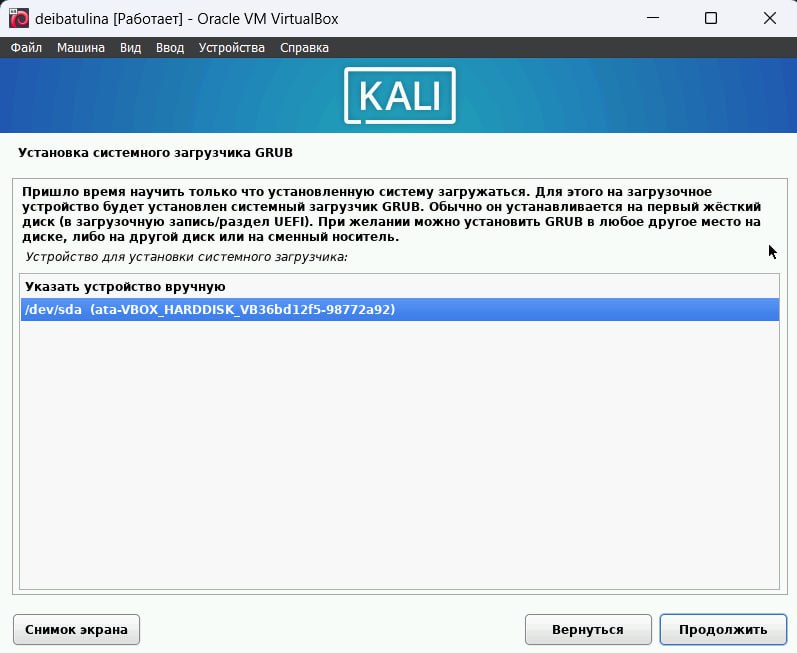 deibatulina [Работает] - Oracle VM VirtualBox
Файл Машина Вид Ввод Устройства Справка
KALI
Установка системного загрузчика GRUB
Пришло время научить только что установленную систему загружаться. Для этого на загрузочное
устройство будет установлен системный загрузчик GRUB. Обычно он устанавливается на первый жёсткий
диск (в загрузочную запись/раздел UEFI). При желании можно установить GRUB в любое другое место на
диске, либо на другой диск или на сменный носитель.
Устройство для установки системного загрузчика:
Указать устройство вручную
/dev/sda (ata-VBOX_HARDDISK_VB36bd12f5-98772a92)
Снимок экрана Вернуться Продолжить